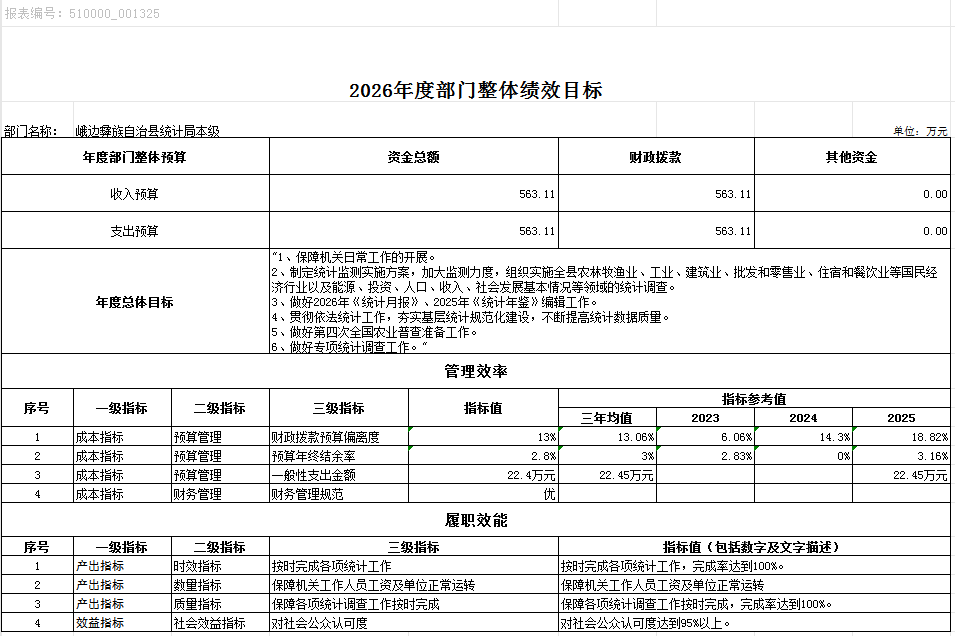 报表编号：510000_001325
2026年度部门整体绩效目标
部门名称： 峨边彝族自治县统计局本级 单位：万元
年度部门整体预算 资金总额 财政拨款 其他资金
收入预算 563.11 563.11 0.00
支出预算 563.11 563.11 0.00
年度总体目标
"1、保障机关日常工作的开展。
2、制定统计监测实施方案，加大监测力度，组织实施全县农林牧渔业、工业、建筑业、批发和零售业、住宿和餐饮业等国民经
济行业以及能源、投资、人口、收入、社会发展基本情况等领域的统计调查。
3、做好2026年《统计月报》、2025年《统计年鉴》编辑工作。
4、贯彻依法统计工作，夯实基层统计规范化建设，不断提高统计数据质量。
5、做好第四次全国农业普查准备工作。
6、做好专项统计调查工作。"
管理效率
序号 一级指标 二级指标 三级指标 指标值 指标参考值
三年均值 2023 2024 2025
1 成本指标 预算管理 财政拨款预算偏离度 13% 13.06% 6.06% 14.3% 18.82%
2 成本指标 预算管理 预算年终结余率 2.8% 3% 2.83% 0% 3.16%
3 成本指标 预算管理 一般性支出金额 22.4万元 22.45万元 22.45万元
4 成本指标 财务管理 财务管理规范 优
履职效能
序号 一级指标 二级指标 三级指标 指标值（包括数字及文字描述）
1 产出指标 时效指标 按时完成各项统计工作 按时完成各项统计工作，完成率达到100%。
2 产出指标 数量指标 保障机关工作人员工资及单位正常运转 保障机关工作人员工资及单位正常运转
3 产出指标 质量指标 保障各项统计调查工作按时完成 保障各项统计调查工作按时完成，完成率达到100%。
4 效益指标 社会效益指标 对社会公众认可度 对社会公众认可度达到95%以上。